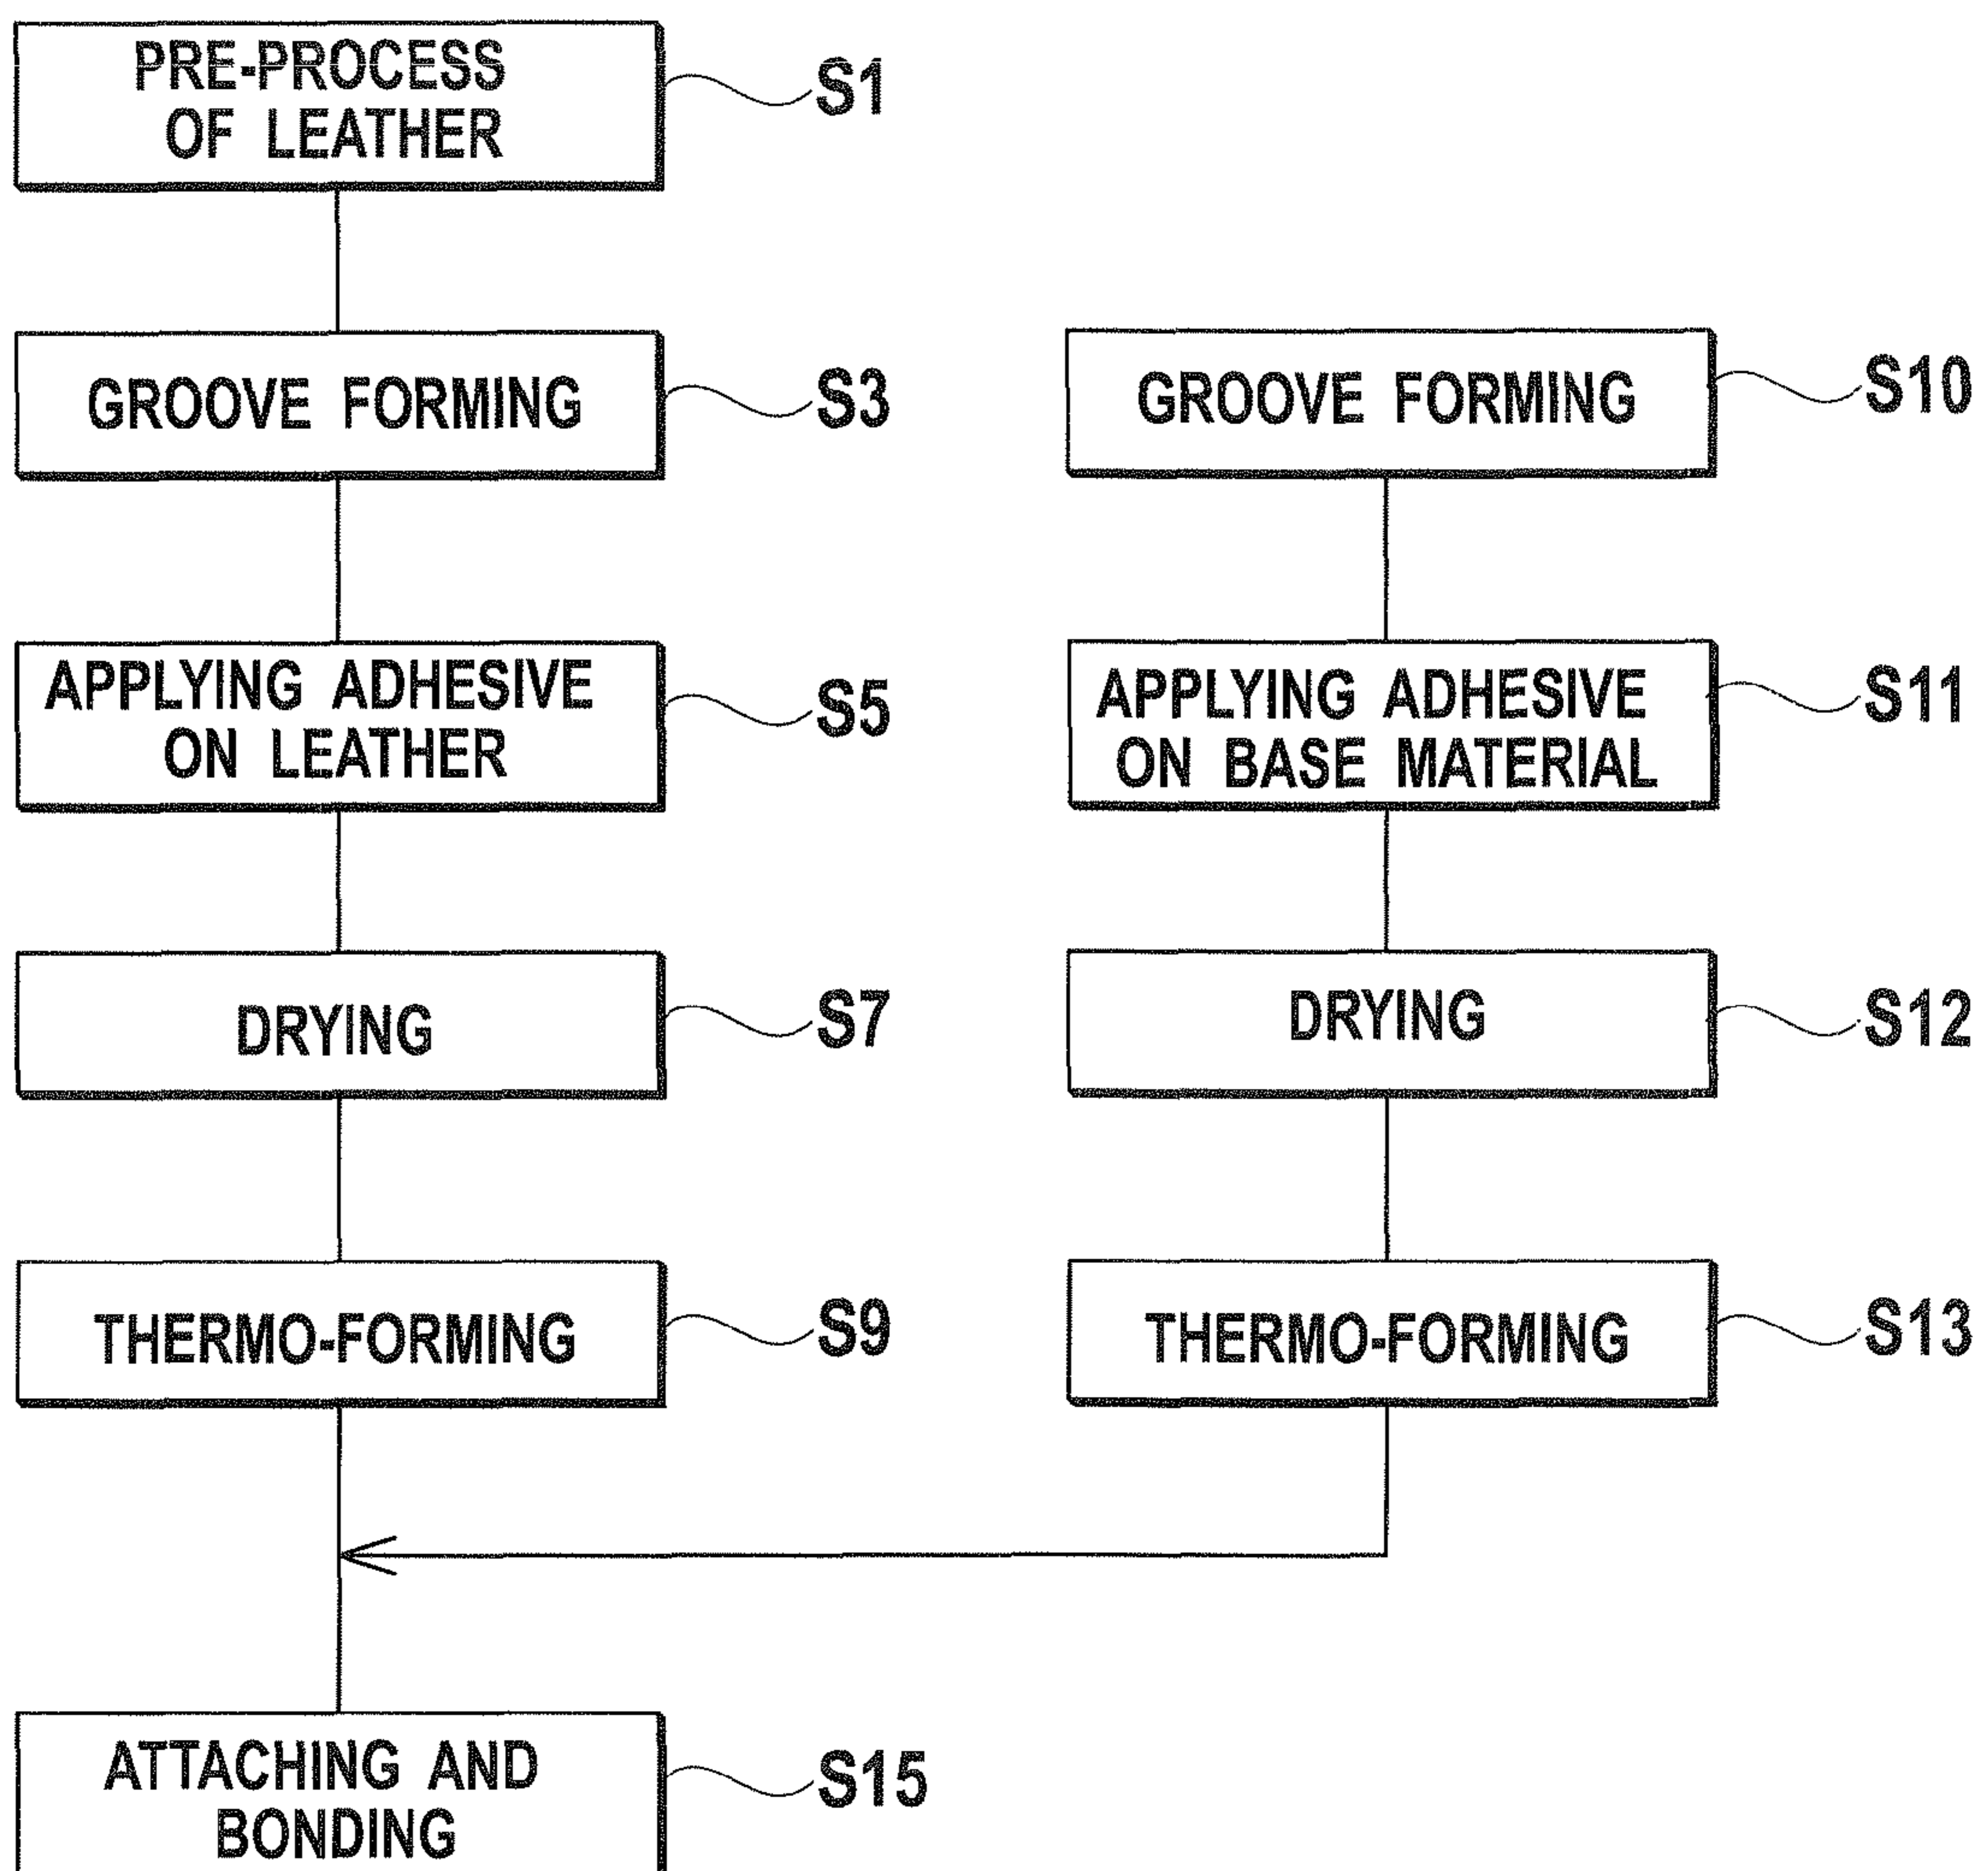 PRE-PROCESS
OF LEATHER
S1
GROOVE FORMING
S3
APPLYING ADHESIVE
ON LEATHER
S5
DRYING
S7
THERMO-FORMING
S9
GROOVE FORMING
S10
APPLYING ADHESIVE
ON BASE MATERIAL
S11
DRYING
S12
THERMO-FORMING
S13
ATTACHING AND
BONDING
S15